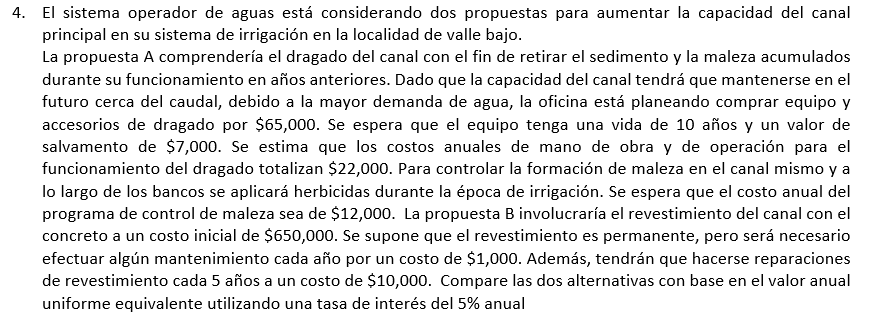 4. El sistema operador de aguas está considerando dos propuestas para aumentar la capacidad del canal
principal en su sistema de irrigación en la localidad de valle bajo.
La propuesta A comprendería el dragado del canal con el fin de retirar el sedimento y la maleza acumulados
durante su funcionamiento en años anteriores. Dado que la capacidad del canal tendrá que mantenerse en el
futuro cerca del caudal, debido a la mayor demanda de agua, la oficina está planeando comprar equipo y
accesorios de dragado por $65,000. Se espera que el equipo tenga una vida de 10 años y un valor de
salvamento de $7,000. Se estima que los costos anuales de mano de obra y de operación para el
funcionamiento del dragado totalizan $22,000. Para controlar la formación de maleza en el canal mismo y a
lo largo de los bancos se aplicará herbicidas durante la época de irrigación. Se espera que el costo anual del
programa de control de maleza sea de $12,000. La propuesta B involucraría el revestimiento del canal con el
concreto a un costo inicial de $650,000. Se supone que el revestimiento es permanente, pero será necesario
efectuar algún mantenimiento cada año por un costo de $1,000. Además, tendrán que hacerse reparaciones
de revestimiento cada 5 años a un costo de $10,000. Compare las dos alternativas con base en el valor anual
uniforme equivalente utilizando una tasa de interés del 5% anual